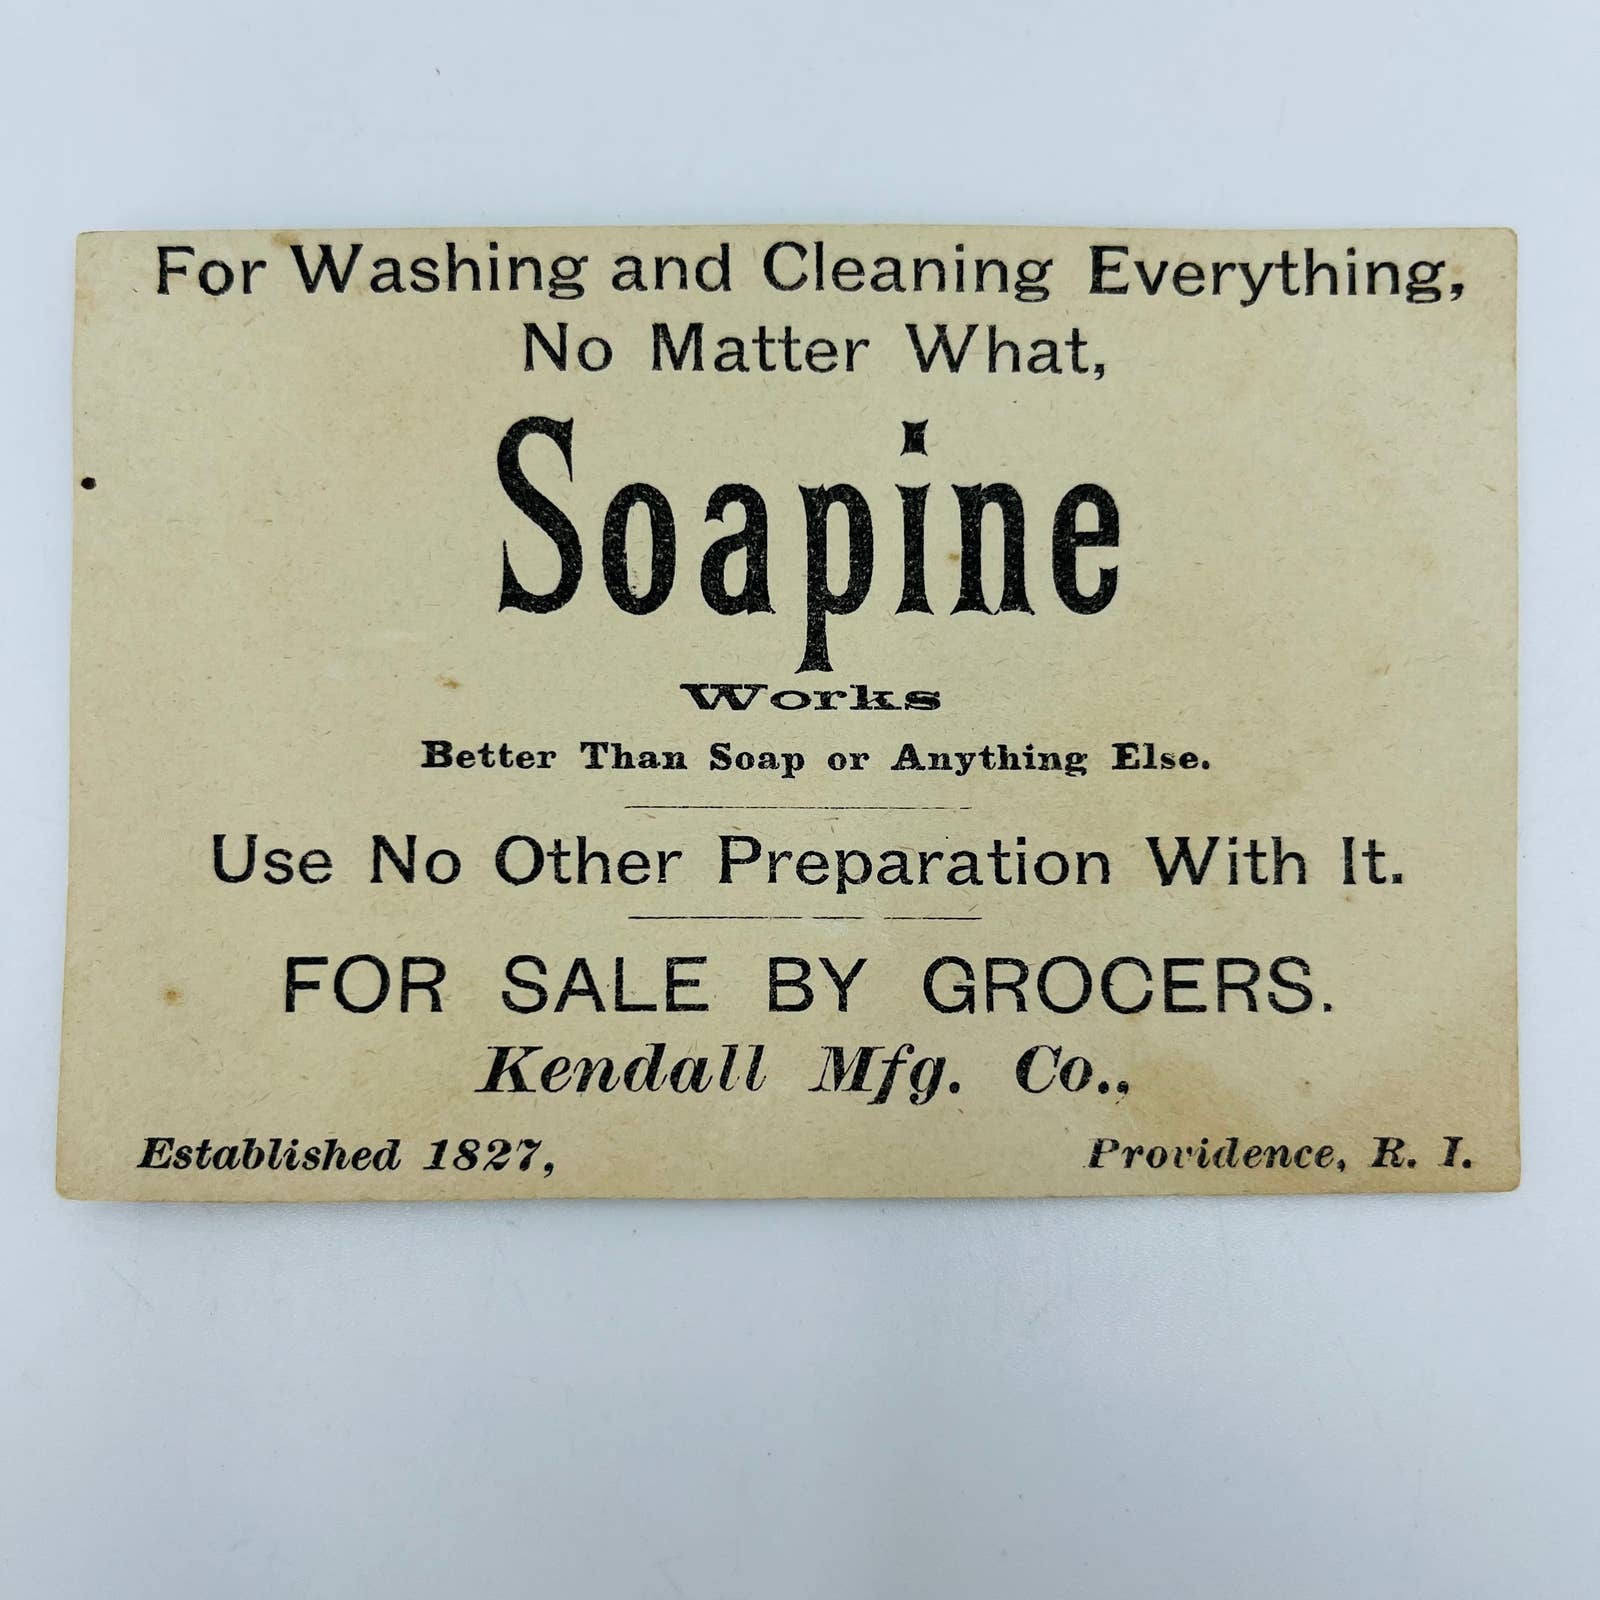 For Washing and Cleaning Everything,
No Matter What,
Soapine
Works
Better Than Soap or Anything Else.
Use No Other Preparation With It.
FOR SALE BY GROCERS.
Kendall Mfg. Co.,
Established 1827, Providence, R. I.